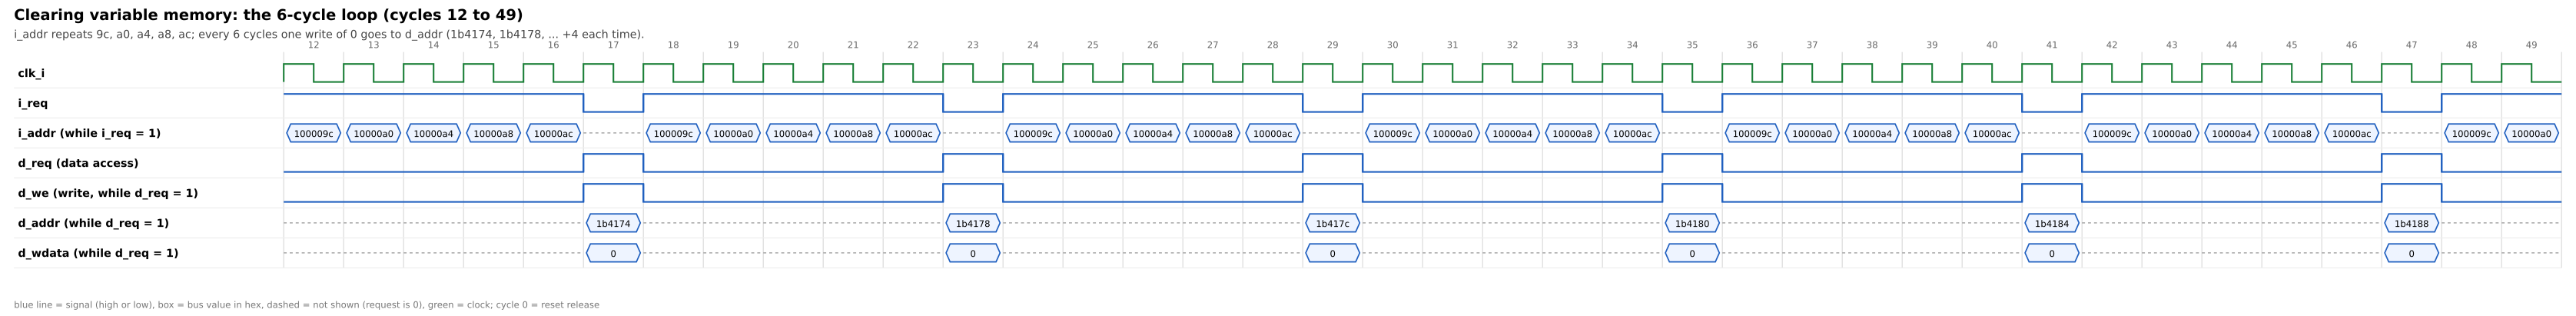 Clearing variable memory: the 6-cycle loop (cycles 12 to 49)
i_addr repeats 9c, a0, a4, a8, ac; every 6 cycles one write of 0 goes to d_addr (1b4174, 1b4178, ... +4 each time).
12 13 14 15 16 17 18 19 20 21 22 23 24 25 26 27 28 29 30 31 32 33 34 35 36 37 38 39 40 41 42 43 44 45 46 47 48 49
clk_i
i_req
i_addr (while i_req = 1) 100009c 10000a0 10000a4 10000a8 10000ac 100009c 10000a0 10000a4 10000a8 10000ac 100009c 10000a0 10000a4 10000a8 10000ac 100009c 10000a0 10000a4 10000a8 10000ac 100009c 10000a0 10000a4 10000a8 10000ac 100009c 10000a0 10000a4 10000a8 10000ac 100009c 10000a0
d_req (data access)
d_we (write, while d_req = 1)
d_addr (while d_req = 1) 1b4174 1b4178 1b417c 1b4180 1b4184 1b4188
d_wdata (while d_req = 1) 0 0 0 0 0 0
blue line = signal (high or low), box = bus value in hex, dashed = not shown (request is 0), green = clock; cycle 0 = reset release